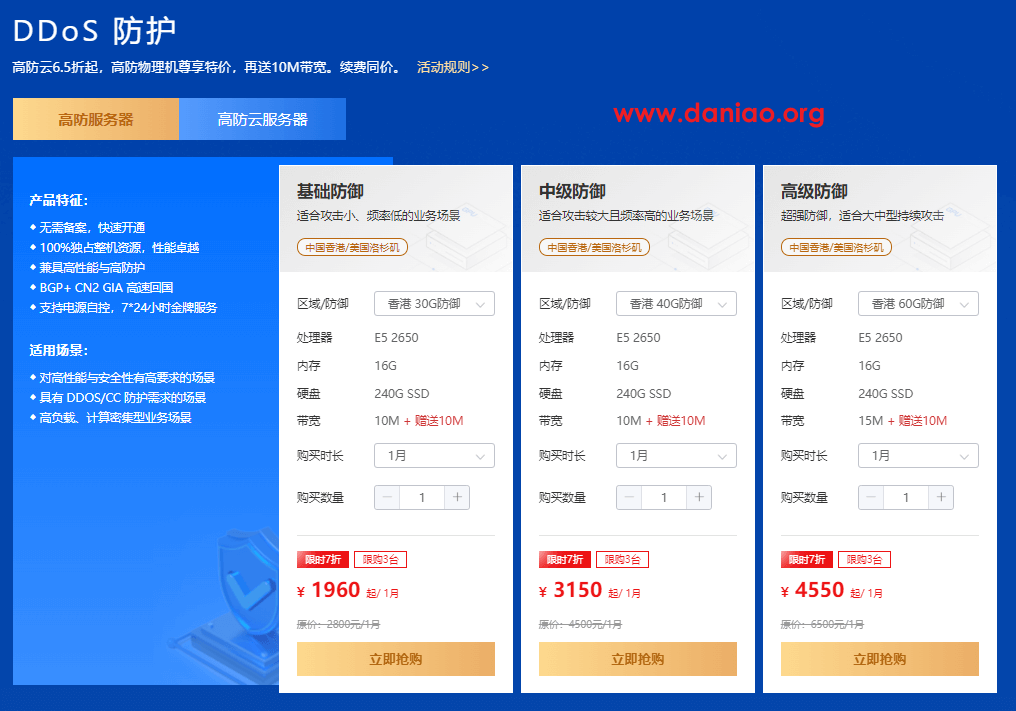 DDoS 防护
高防云6.5折起，高防物理机尊享特价，再送10M带宽。续费同价。 活动规则>>
高防服务器
高防云服务器
www.daniao.org
产品特征：
无需备案，快速开通
100%独占整机资源，性能卓越
兼具高性能与高防护
BGP+ CN2 GIA 高速回国
支持电源自控，7*24小时金牌服务
适用场景：
对高性能与安全性有高要求的场景
具有 DDOS/CC 防护需求的场景
高负载、计算密集型业务场景
基础防御
适合攻击小、频率低的业务场景
中国香港/美国洛杉矶
区域/防御 香港 30G防御
处理器 E5 2650
内存 16G
硬盘 240G SSD
带宽 10M + 赠送10M
购买时长 1月
购买数量 − 1 +
限时7折 限购3台
¥ 1960 起/ 1月
原价：2800元/1月
立即抢购
中级防御
适合攻击较大且频率高的业务场景
中国香港/美国洛杉矶
区域/防御 香港 40G防御
处理器 E5 2650
内存 16G
硬盘 240G SSD
带宽 10M + 赠送10M
购买时长 1月
购买数量 − 1 +
限时7折 限购3台
¥ 3150 起/ 1月
原价：4500元/1月
立即抢购
高级防御
超强防御，适合大中型持续攻击
中国香港/美国洛杉矶
区域/防御 香港 60G防御
处理器 E5 2650
内存 16G
硬盘 240G SSD
带宽 15M + 赠送10M
购买时长 1月
购买数量 − 1 +
限时7折 限购3台
¥ 4550 起/ 1月
原价：6500元/1月
立即抢购